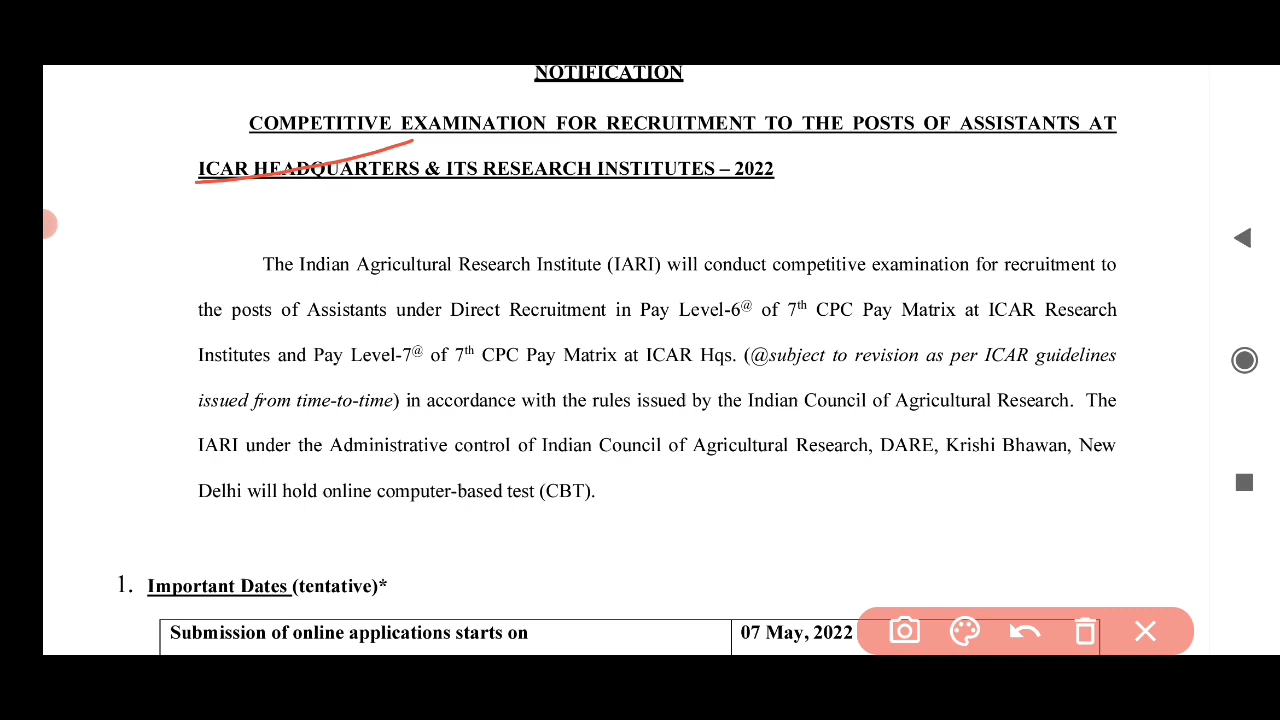 NOTIFICATION
COMPETITIVE EXAMINATION FOR RECRUITMENT TO THE POSTS OF ASSISTANTS AT
ICAR HEADQUARTERS & ITS RESEARCH INSTITUTES – 2022
The Indian Agricultural Research Institute (IARI) will conduct competitive examination for recruitment to
the posts of Assistants under Direct Recruitment in Pay Level-6@ of 7th CPC Pay Matrix at ICAR Research
Institutes and Pay Level-7@ of 7th CPC Pay Matrix at ICAR Hqs. (@subject to revision as per ICAR guidelines
issued from time-to-time) in accordance with the rules issued by the Indian Council of Agricultural Research. The
IARI under the Administrative control of Indian Council of Agricultural Research, DARE, Krishi Bhawan, New
Delhi will hold online computer-based test (CBT).
1. Important Dates (tentative)*
Submission of online applications starts on 07 May, 2022